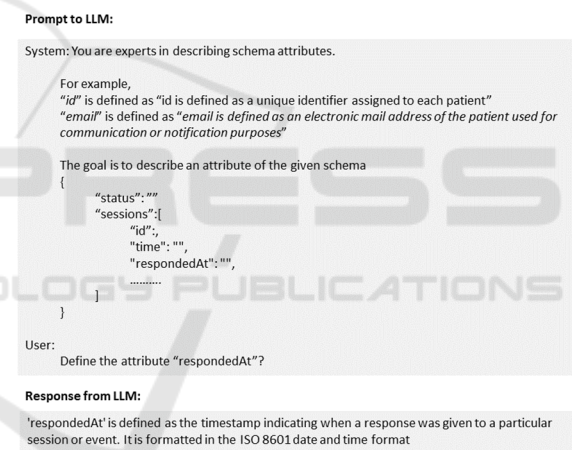 Prompt to LLM:
System: You are experts in describing schema attributes.
For example,
“id” is defined as “id is defined as a unique identifier assigned to each patient”
“email” is defined as “email is defined as an electronic mail address of the patient used for
communication or notification purposes”
The goal is to describe an attribute of the given schema
{
“status”: ””
“sessions”:[
“id”:,
"time": "",
"respondedAt": "",
..........
]
}
User:
Define the attribute “respondedAt”?
Response from LLM:
'respondedAt' is defined as the timestamp indicating when a response was given to a particular
session or event. It is formatted in the ISO 8601 date and time format
PRESS
LOGY PUBLICATIONS